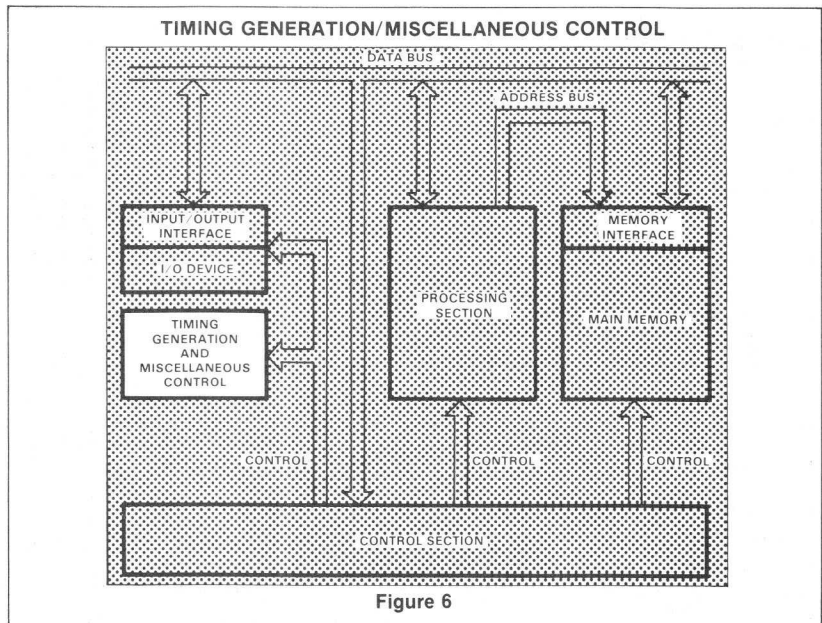 TIMING GENERATION/MISCELLANEOUS CONTROL
DATA BUS
ADDRESS BUS
INPUT/OUTPUT
INTERFACE
I/O DEVICE
TIMING
GENERATION
AND
MISCELLANEOUS
CONTROL
PROCESSING
SECTION
MEMORY
INTERFACE
MAIN MEMORY
CONTROL
CONTROL
CONTROL
CONTROL SECTION
Figure 6